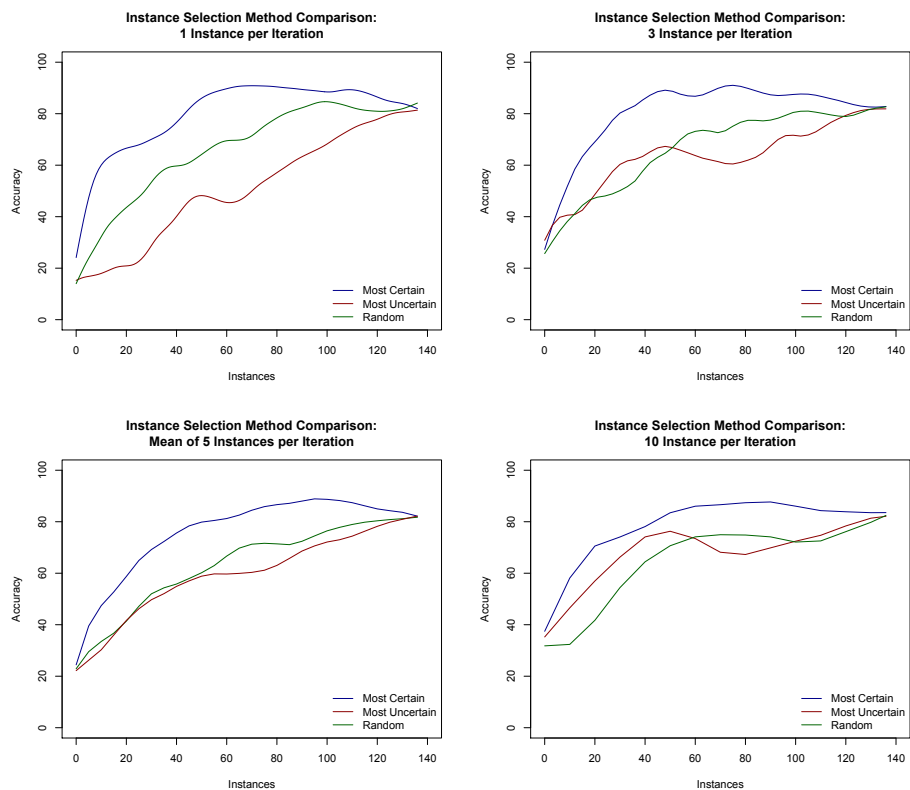 Instance Selection Method Comparison:
1 Instance per Iteration
100
80
60
40
20
0
Accuracy
Most Certain
Most Uncertain
Random
0 20 40 60 80 100 120 140
Instances
Instance Selection Method Comparison:
3 Instance per Iteration
100
80
60
40
20
0
Accuracy
Most Certain
Most Uncertain
Random
0 20 40 60 80 100 120 140
Instances
Instance Selection Method Comparison:
Mean of 5 Instances per Iteration
100
80
60
40
20
0
Accuracy
Most Certain
Most Uncertain
Random
0 20 40 60 80 100 120 140
Instances
Instance Selection Method Comparison:
10 Instance per Iteration
100
80
60
40
20
0
Accuracy
Most Certain
Most Uncertain
Random
0 20 40 60 80 100 120 140
Instances